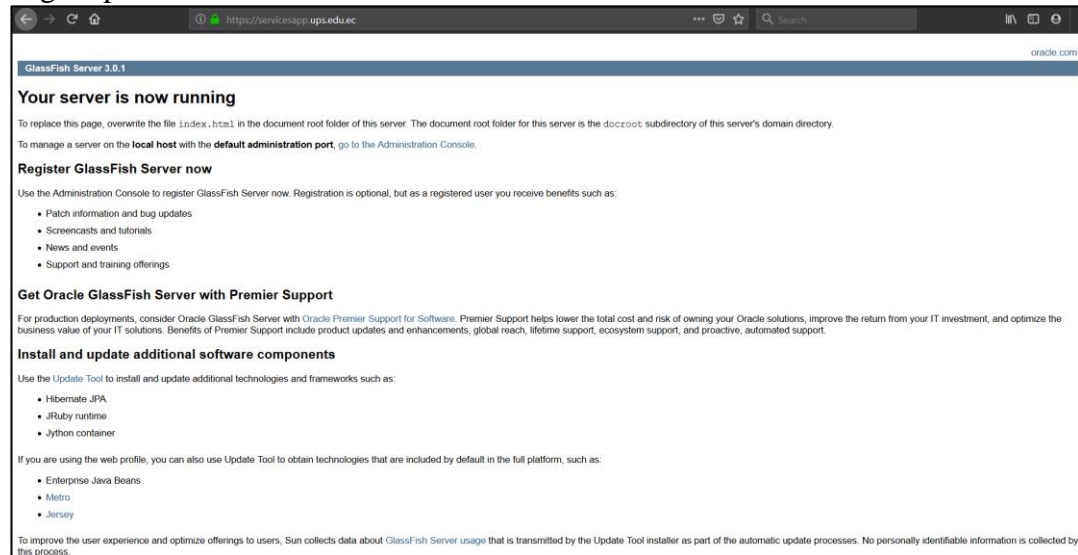 https://servicesapp.ups.edu.ec
Search
oracle.com
GlassFish Server 3.0.1
Your server is now running
To replace this page, overwrite the file index.html in the document root folder of this server. The document root folder for this server is the docroot subdirectory of this server's domain directory.
To manage a server on the local host with the default administration port, go to the Administration Console.
Register GlassFish Server now
Use the Administration Console to register GlassFish Server now. Registration is optional, but as a registered user you receive benefits such as:
• Patch information and bug updates
• Screencasts and tutorials
• News and events
• Support and training offerings
Get Oracle GlassFish Server with Premier Support
For production deployments, consider Oracle GlassFish Server with Oracle Premier Support for Software. Premier Support helps lower the total cost and risk of owning your Oracle solutions, improve the return from your IT investment, and optimize the
business value of your IT solutions. Benefits of Premier Support include product updates and enhancements, global reach, lifetime support, ecosystem support, and proactive, automated support.
Install and update additional software components
Use the Update Tool to install and update additional technologies and frameworks such as:
• Hibernate JPA
• JRuby runtime
• Jython container
If you are using the web profile, you can also use Update Tool to obtain technologies that are included by default in the full platform, such as:
• Enterprise Java Beans
• Metro
• Jersey
To improve the user experience and optimize offerings to users, Sun collects data about GlassFish Server usage that is transmitted by the Update Tool installer as part of the automatic update processes. No personally identifiable information is collected by
this process.